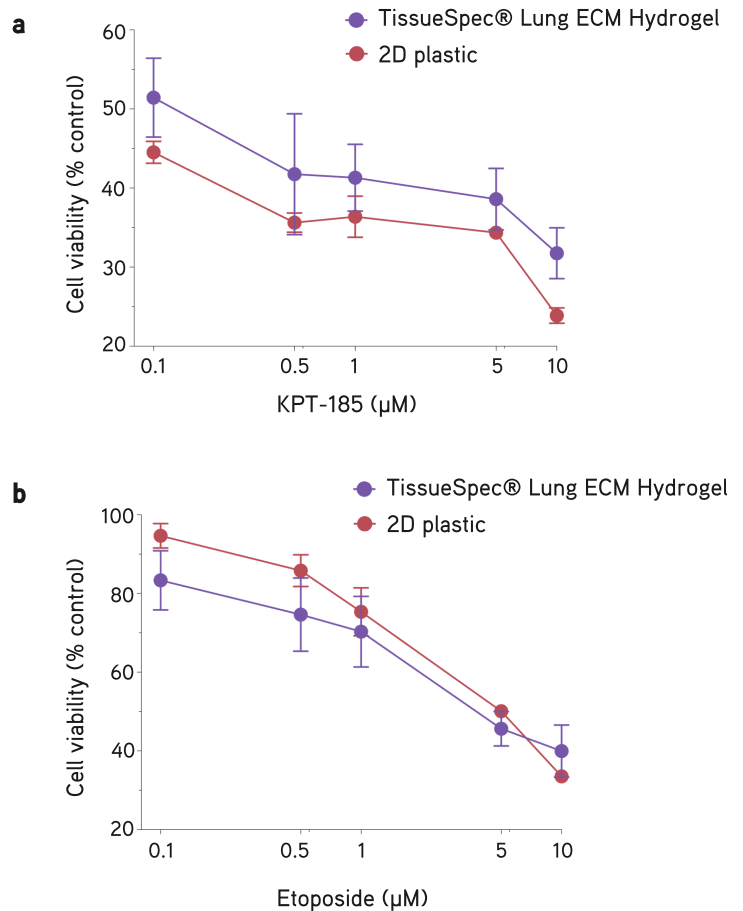 a
TissueSpec® Lung ECM Hydrogel
2D plastic
Cell viability (% control)
60
50
40
30
20
0.1 0.5 1 5 10
KPT-185 (µM)
b
TissueSpec® Lung ECM Hydrogel
2D plastic
Cell viability (% control)
100
80
60
40
20
0.1 0.5 1 5 10
Etoposide (µM)